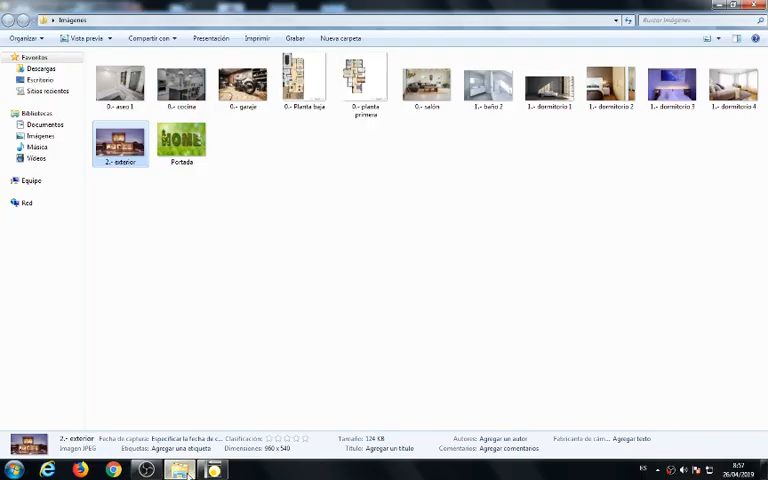 Imágenes
Buscar Imágenes
Organizar Vista previa Compartir con Presentación Imprimir Grabar Nueva carpeta
Favoritos
Descargas
Escritorio
Sitios recientes
Bibliotecas
Documentos
Imágenes
Música
Vídeos
Equipo
Red
0.- aseo 1
0.- cocina
0.- garaje
0.- Planta baja
0.- planta primera
0.- salón
1.- baño 2
1.- dormitorio 1
1.- dormitorio 2
1.- dormitorio 3
1.- dormitorio 4
2.- exterior
HOME
Portada
2.- exterior Fecha de captura: Especificar la fecha de c... Clasificación: Tamaño: 124 KB Autores: Agregar un autor Fabricante de cám... Agregar texto
Imagen JPEG Etiquetas: Agregar una etiqueta Dimensiones: 960 x 540 Título: Agregar un título Comentarios: Agregar comentarios
ES
8:57
26/04/2019